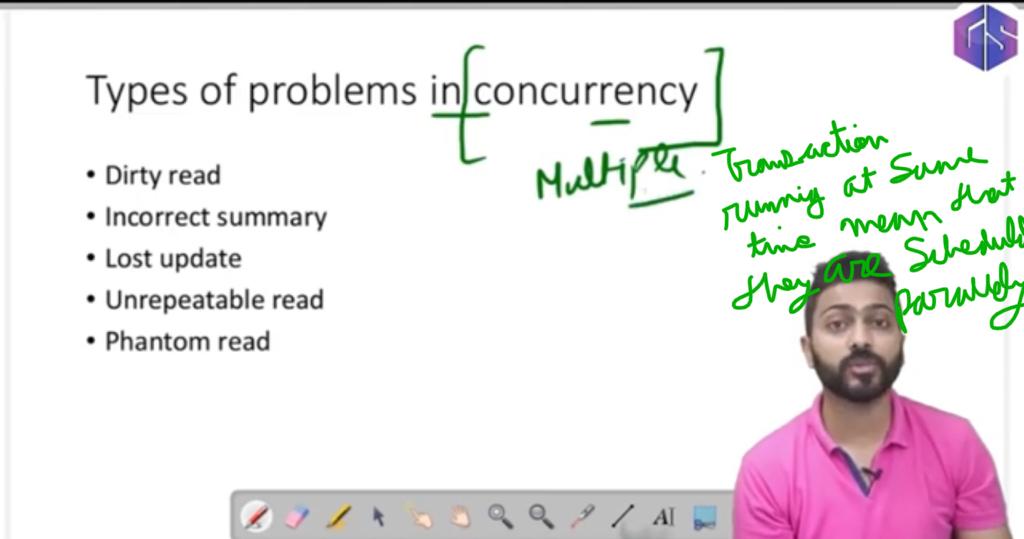 Types of problems in concurrency
• Dirty read
• Incorrect summary
• Lost update
• Unrepeatable read
• Phantom read
Multiple
Transaction
running at Same
time mean that
they are Schedul
parallely
AI